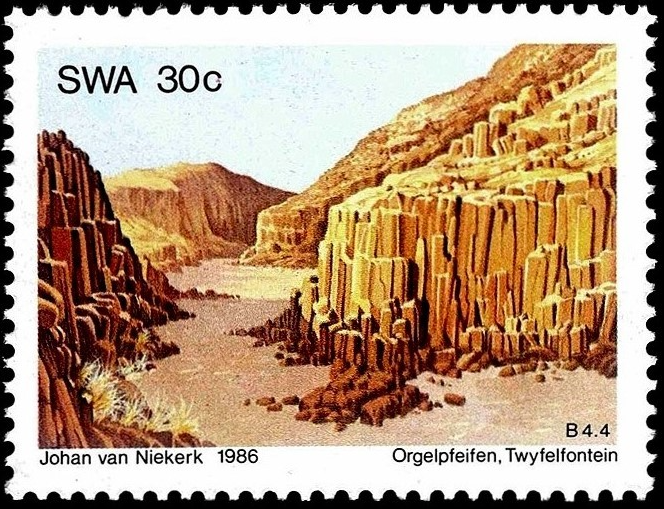 SWA 30c
B4.4
Johan van Niekerk 1986 Orgelpfeifen, Twyfelfontein